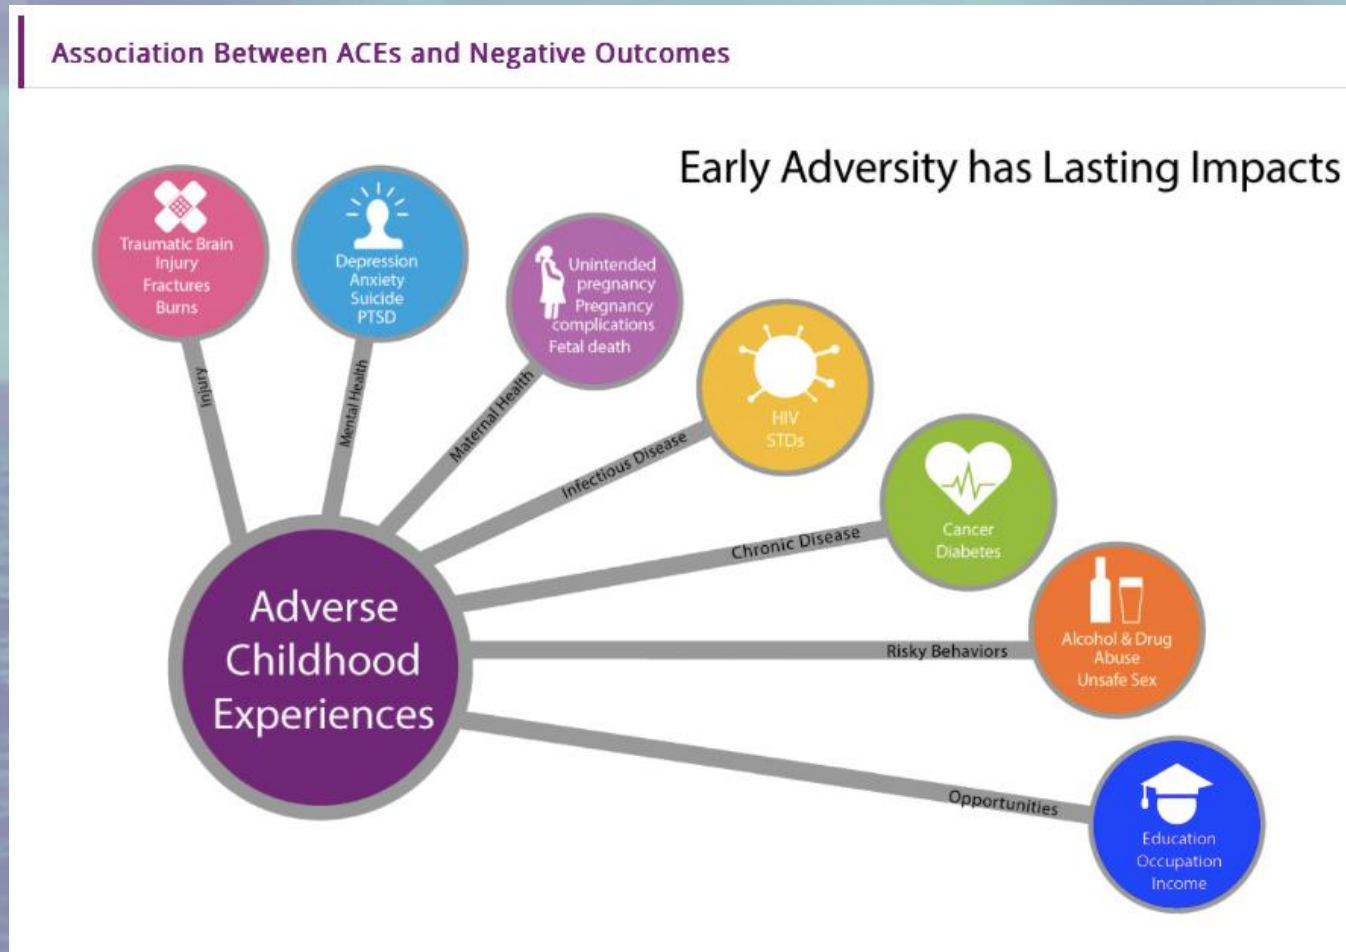 Association Between ACEs and Negative Outcomes
Early Adversity has Lasting Impacts
Traumatic Brain
Injury
Fractures
Burns
Injury
Depression
Anxiety
Suicide
PTSD
Mental Health
Unintended
pregnancy
Pregnancy
complications
Fetal death
Maternal Health
HIV
STDs
Infectious Disease
Cancer
Diabetes
Chronic Disease
Alcohol & Drug
Abuse
Unsafe Sex
Risky Behaviors
Education
Occupation
Income
Opportunities
Adverse
Childhood
Experiences